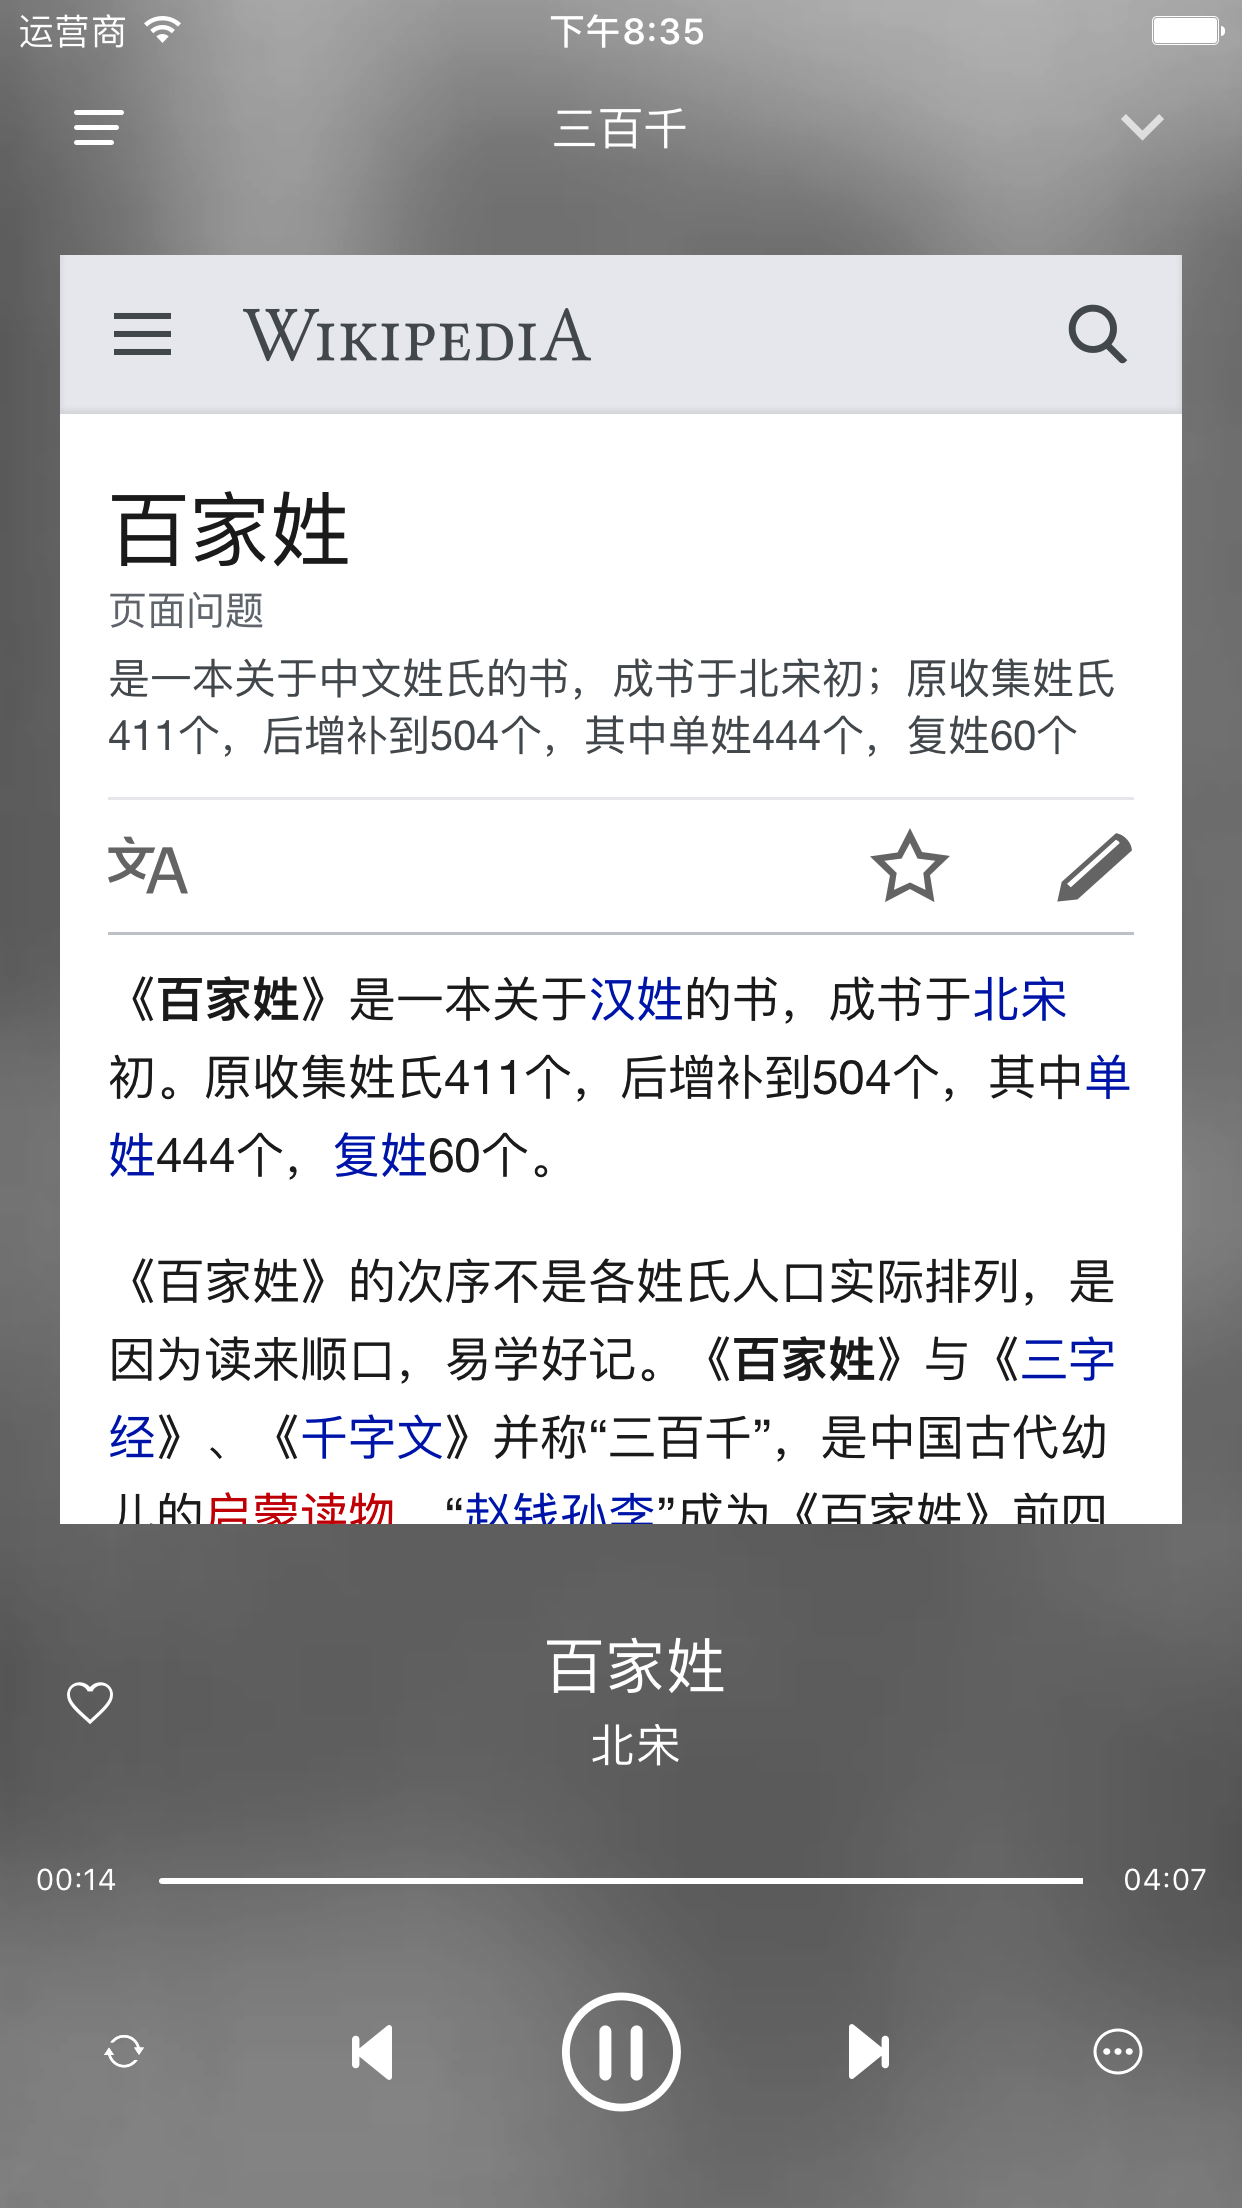 运营商
下午8:35
三百千
WIKIPEDIA
百家姓
页面问题
是一本关于中文姓氏的书，成书于北宋初；原收集姓氏
411个，后增补到504个，其中单姓444个，复姓60个
文A
《百家姓》是一本关于汉姓的书，成书于北宋
初。原收集姓氏411个，后增补到504个，其中单
姓444个，复姓60个。
《百家姓》的次序不是各姓氏人口实际排列，是
因为读来顺口，易学好记。《百家姓》与《三字
经》、《千字文》并称“三百千”，是中国古代幼
儿的启蒙读物。“赵钱孙李”成为《百家姓》前四
百家姓
北宋
00:14
04:07